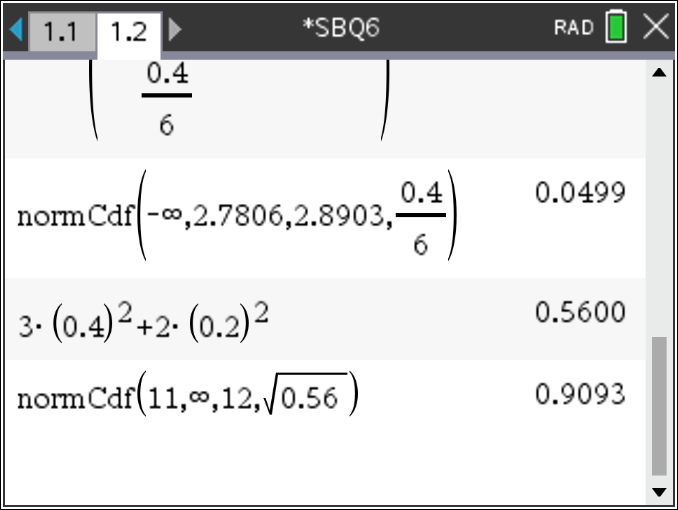 1.1 1.2 *SBQ6 RAD
0.4
6
normCdf(-∞,2.7806,2.8903,0.4/6) 0.0499
3·(0.4)²+2·(0.2)² 0.5600
normCdf(11,∞,12,√0.56) 0.9093